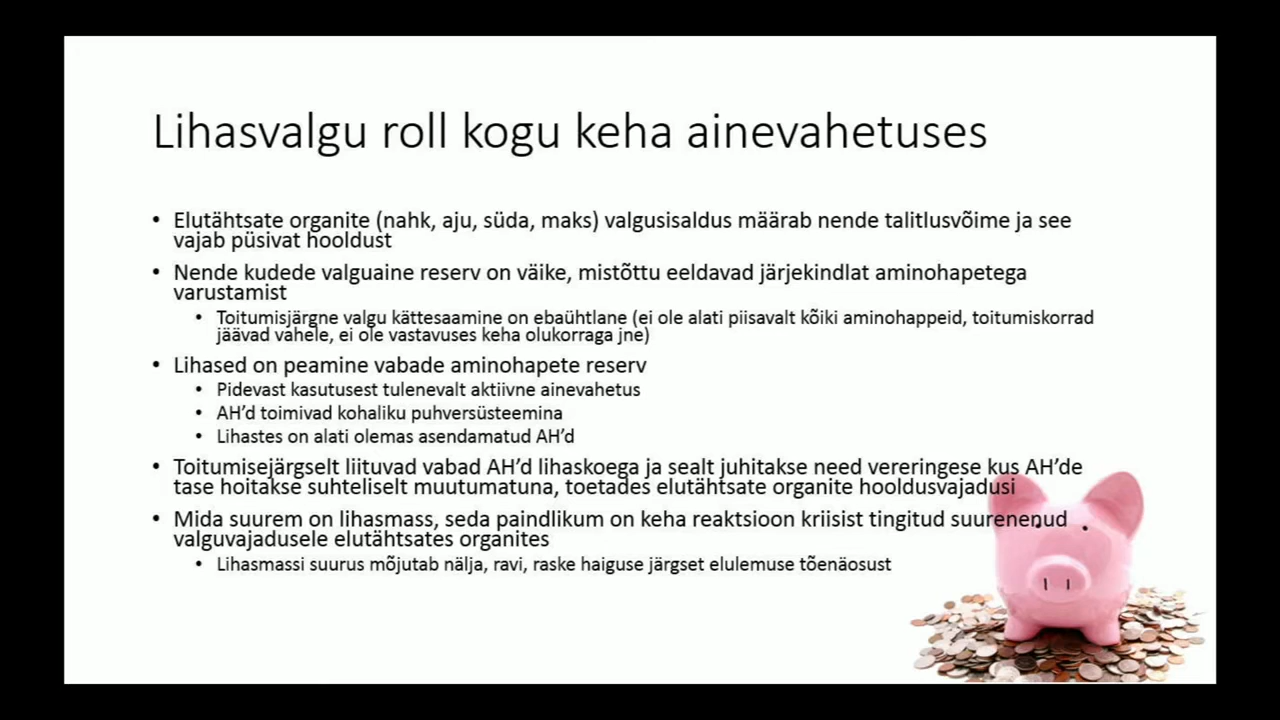 Lihasvalgu roll kogu keha ainevahetuses
• Elutähtsate organite (nahk, aju, süda, maks) valgusisaldus määrab nende talitlusvõime ja see
vajab püsivat hooldust
• Nende kudede valguaine reserv on väike, mistõttu eeldavad järjekindlat aminohapetega
varustamist
• Toitumisjärgne valgu kättesaamine on ebaühtlane (ei ole alati piisavalt kõiki aminohappeid, toitumiskorrad
jäävad vahele, ei ole vastavuses keha olukorraga jne)
• Lihased on peamine vabade aminohapete reserv
• Pidevast kasutusest tulenevalt aktiivne ainevahetus
• AH’d toimivad kohaliku puhversüsteemina
• Lihastes on alati olemas asendamatud AH’d
• Toitumisejärgselt liituvad vabad AH’d lihaskoega ja sealt juhitakse need vereringese kus AH’de
tase hoitakse suhteliselt muutumatuna, toetades elutähtsate organite hooldusvajadusi
• Mida suurem on lihasmass, seda paindlikum on keha reaktsioon kriisist tingitud suurenenud
valguvajadusele elutähtsates organites
• Lihasmassi suurus mõjutab nälja, ravi, raske haiguse järgset elulemuse tõenäosust